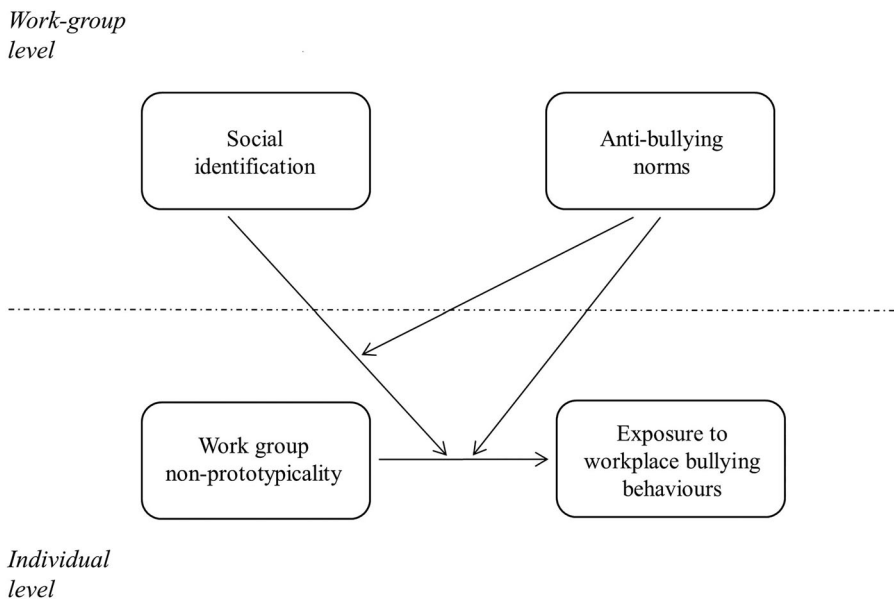 Work-group
level
Social
identification
Anti-bullying
norms
Work group
non-prototypicality
Exposure to
workplace bullying
behaviours
Individual
level